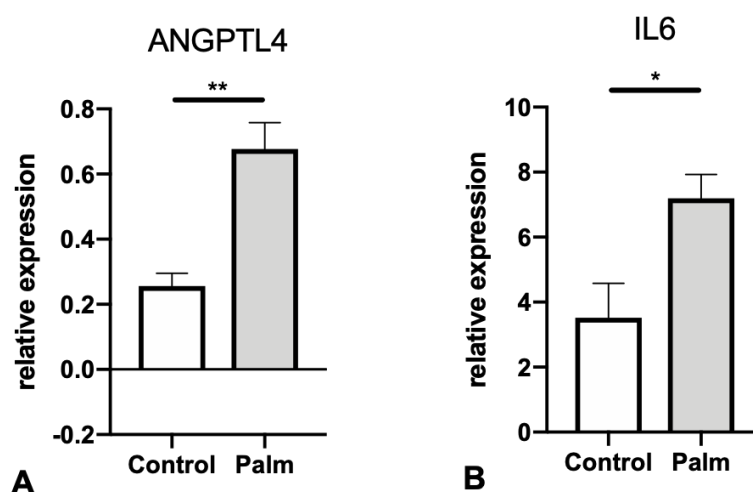 ANGPTL4
**
relative expression
0.8
0.6
0.4
0.2
0.0
-0.2
Control Palm
A
IL6
*
relative expression
10
8
6
4
2
0
Control Palm
B